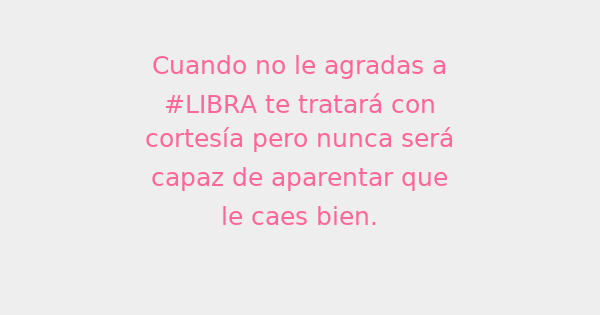 Cuando no le agradas a
#LIBRA te tratará con
cortesía pero nunca será
capaz de aparentar que
le caes bien.